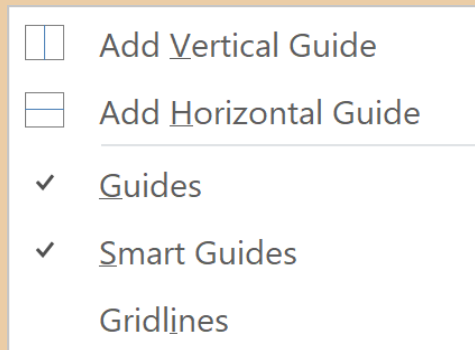 Add Vertical Guide
Add Horizontal Guide
Guides
Smart Guides
Gridlines